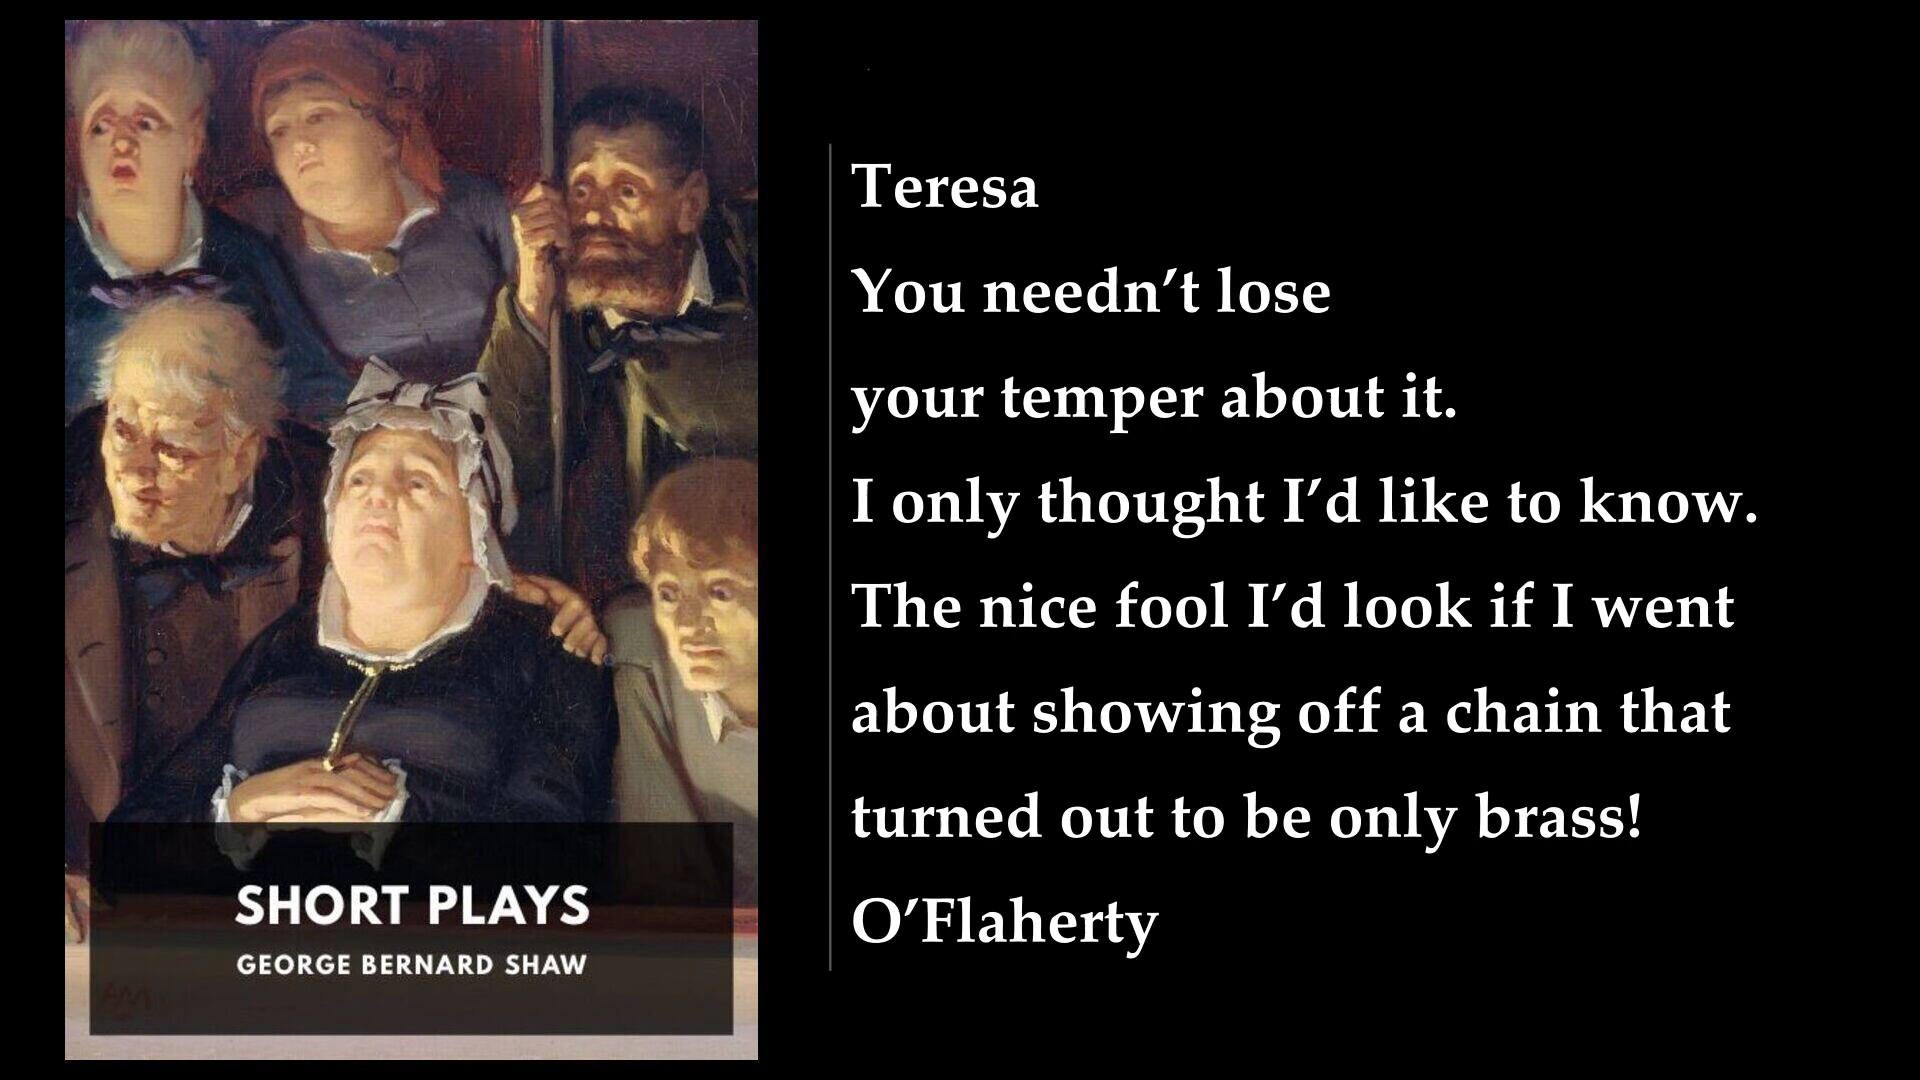 SHORT PLAYS
GEORGE BERNARD SHAW
Teresa
You needn’t lose
your temper about it.
I only thought I’d like to know.
The nice fool I’d look if I went
about showing off a chain that
turned out to be only brass!
O’Flaherty